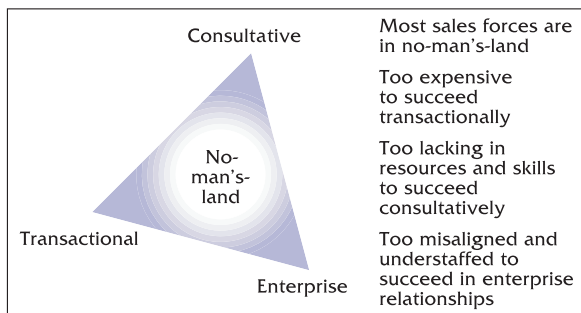 Consultative
No-
man's-
land
Transactional
Enterprise
Most sales forces are
in no-man's-land
Too expensive
to succeed
transactionally
Too lacking in
resources and skills
to succeed
consultatively
Too misaligned and
understaffed to
succeed in enterprise
relationships